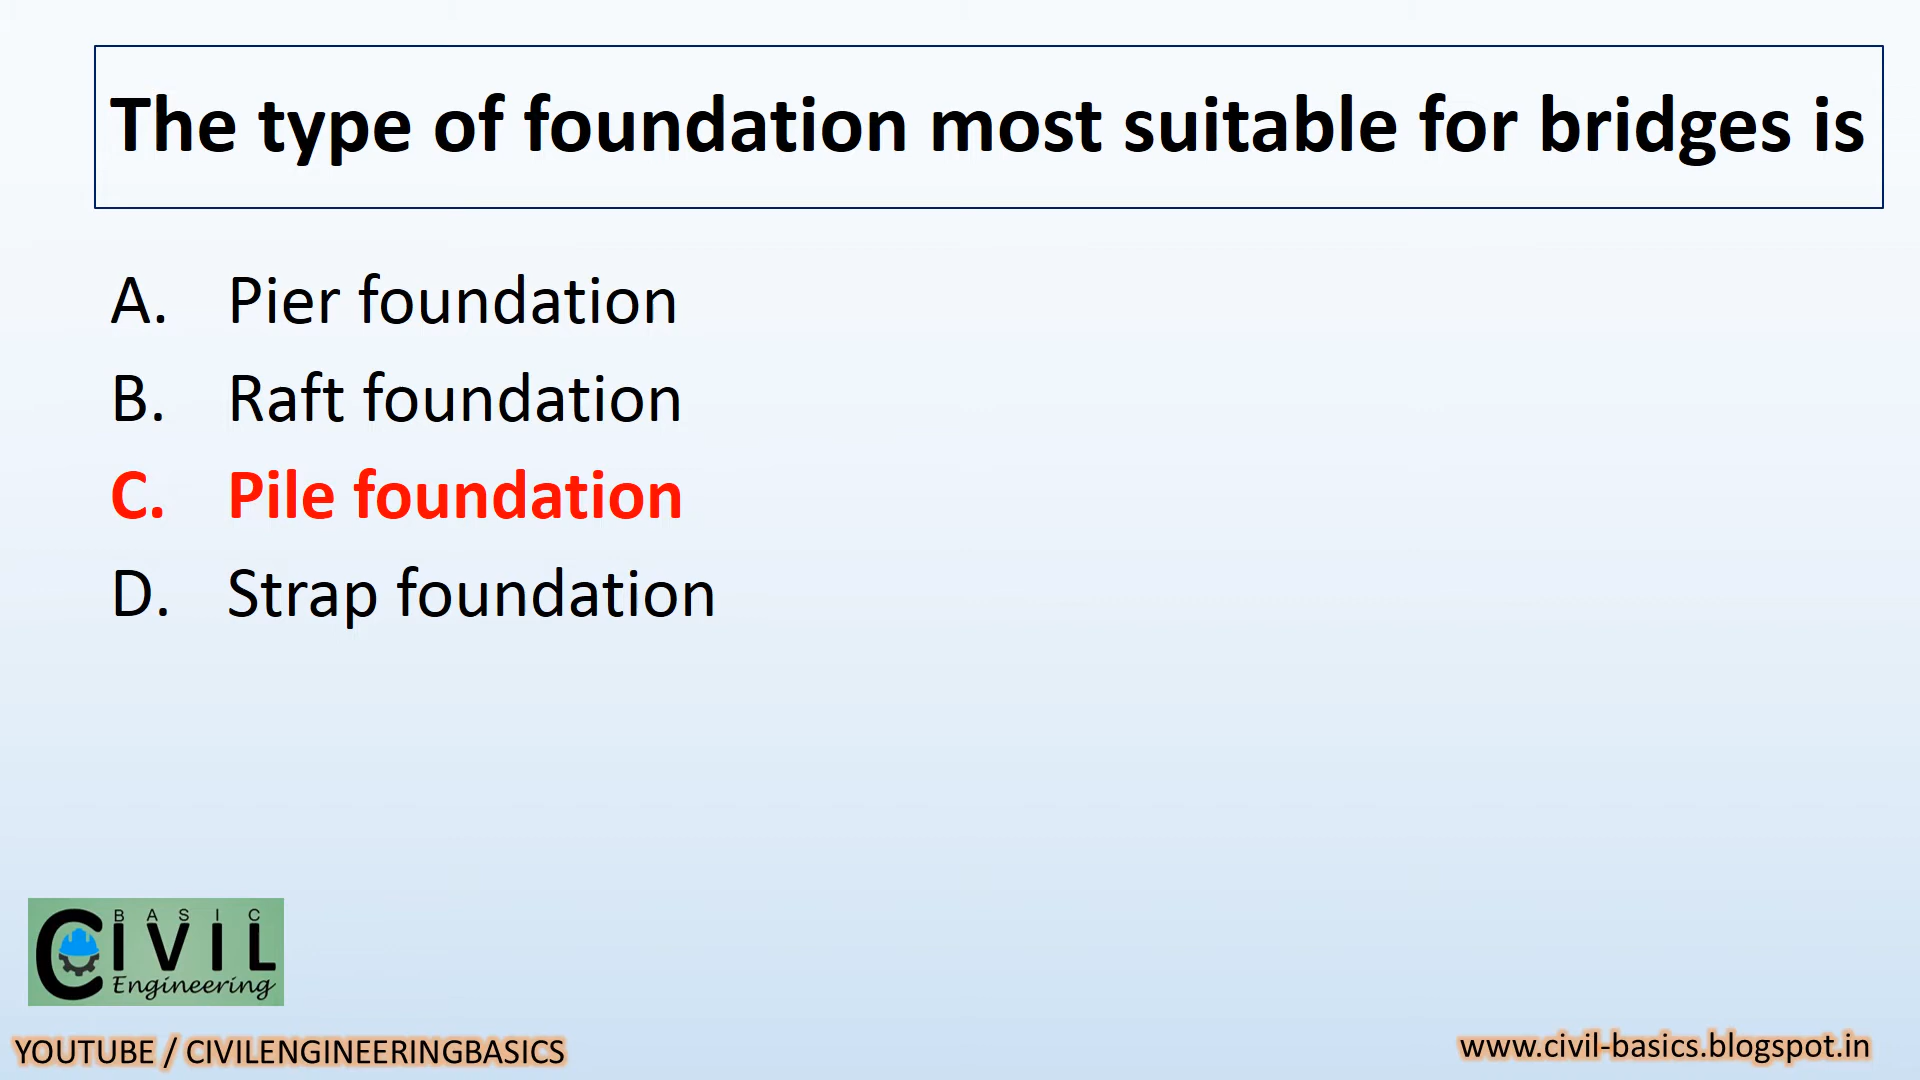 The type of foundation most suitable for bridges is
A. Pier foundation
B. Raft foundation
C. Pile foundation
D. Strap foundation
BASIC
CIVIL
Engineering
YOUTUBE / CIVILENGINEERINGBASICS
www.civil-basics.blogspot.in